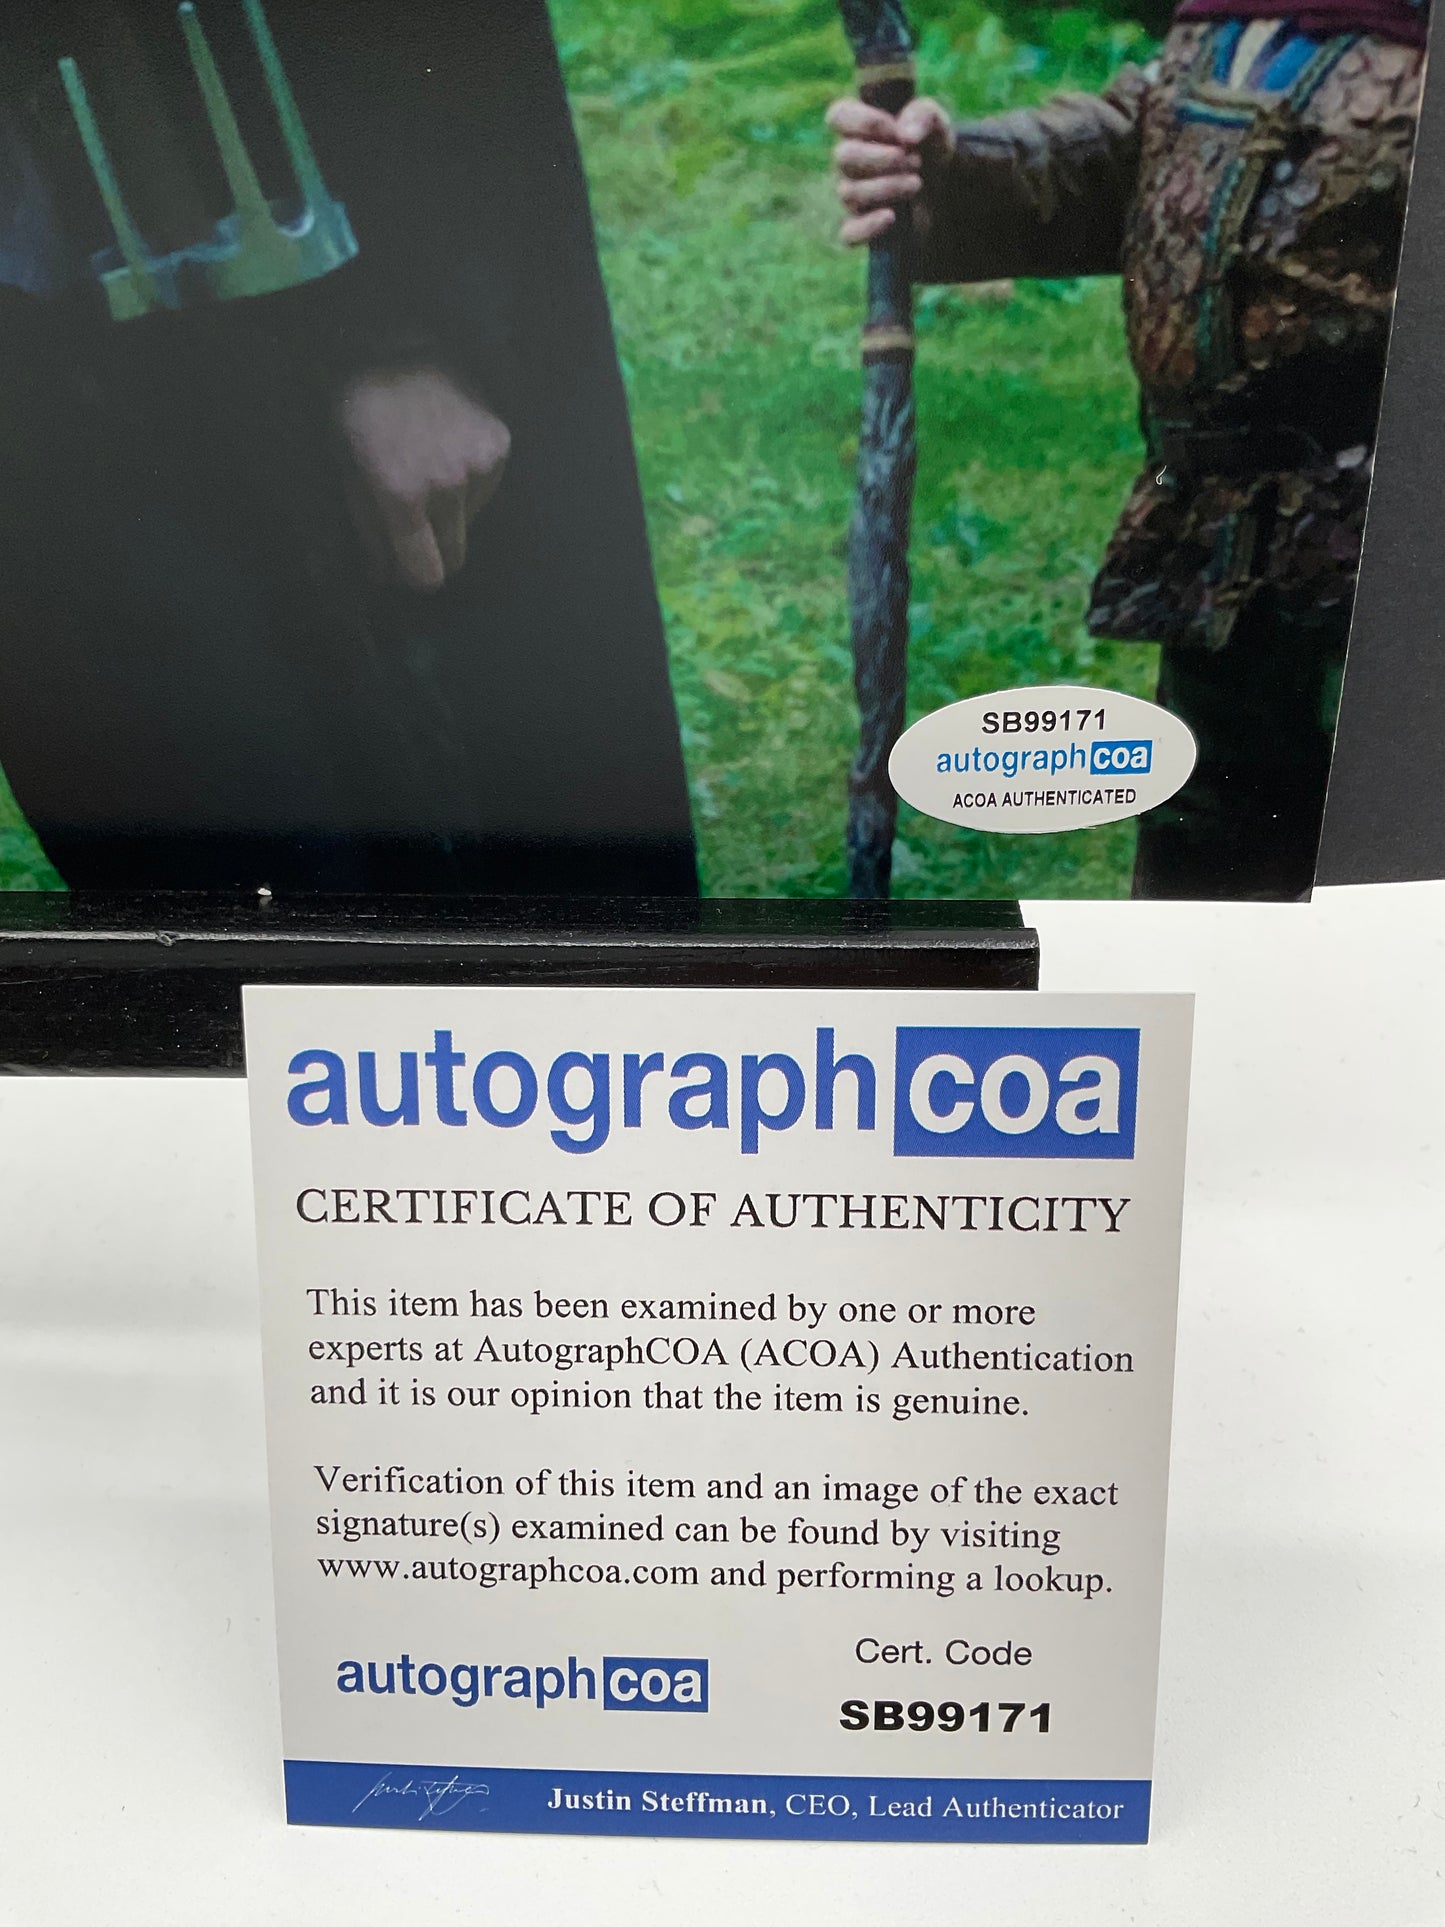 SB99171
autographcoa
ACOA AUTHENTICATED
autographcoa
CERTIFICATE OF AUTHENTICITY
This item has been examined by one or more
experts at AutographCOA (ACOA) Authentication
and it is our opinion that the item is genuine.
Verification of this item and an image of the exact
signature(s) examined can be found by visiting
www.autographcoa.com and performing a lookup.
autographcoa
Cert. Code
SB99171
Justin Steffman, CEO, Lead Authenticator